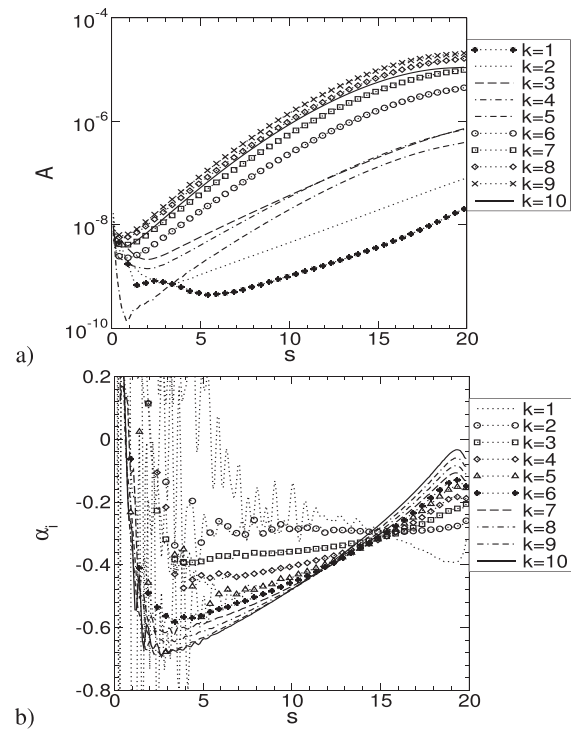 10^-4
10^-6
10^-8
10^-10
A
0 5 10 15 20
s
k=1
k=2
k=3
k=4
k=5
k=6
k=7
k=8
k=9
k=10
a)
0.2
0
-0.2
-0.4
-0.6
-0.8
α_i
0 5 10 15 20
s
k=1
k=2
k=3
k=4
k=5
k=6
k=7
k=8
k=9
k=10
b)